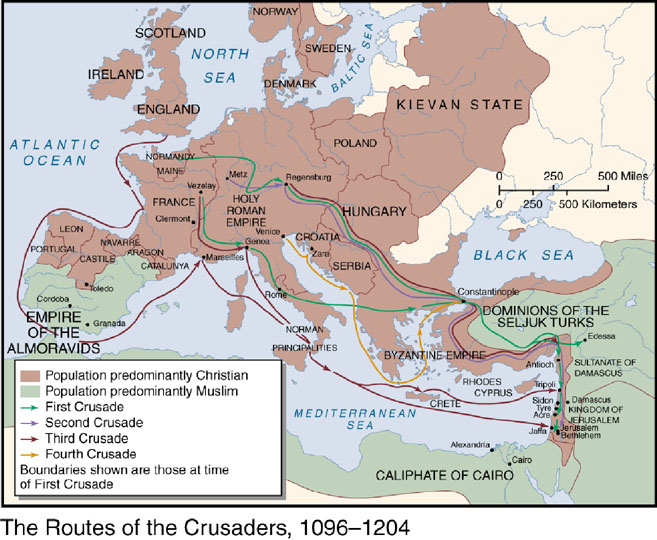 NORWAY
SCOTLAND
SWEDEN
NORTH
SEA
BALTIC SEA
IRELAND
DENMARK
KIEVAN STATE
ENGLAND
ATLANTIC
OCEAN
POLAND
NORMANDY
MAINE
Metz
Regensburg
0 250 500 Miles
0 250 500 Kilometers
Vezelay
FRANCE
HOLY
ROMAN
EMPIRE
HUNGARY
Clermont
Venice
CROATIA
LEON
Genoa
Zara
BLACK SEA
NAVARRE
PORTUGAL
CASTILE
ARAGON
CATALUNYA
Marseilles
SERBIA
Toledo
Rome
Constantinople
Cordoba
EMPIRE
OF THE
ALMORAVIDS
Granada
DOMINIONS OF THE
SELJUK TURKS
NORMAN
PRINCIPALITIES
Edessa
BYZANTINE EMPIRE
Antioch
SULTANATE OF
DAMASCUS
RHODES
CYPRUS
Tripoli
CRETE
MEDITERRANEAN
SEA
Sidon
Tyre
Acre
Damascus
KINGDOM OF
JERUSALEM
Jaffa
Jerusalem
Bethlehem
Alexandria
Cairo
CALIPHATE OF CAIRO
Population predominantly Christian
Population predominantly Muslim
First Crusade
Second Crusade
Third Crusade
Fourth Crusade
Boundaries shown are those at time
of First Crusade
The Routes of the Crusaders, 1096–1204